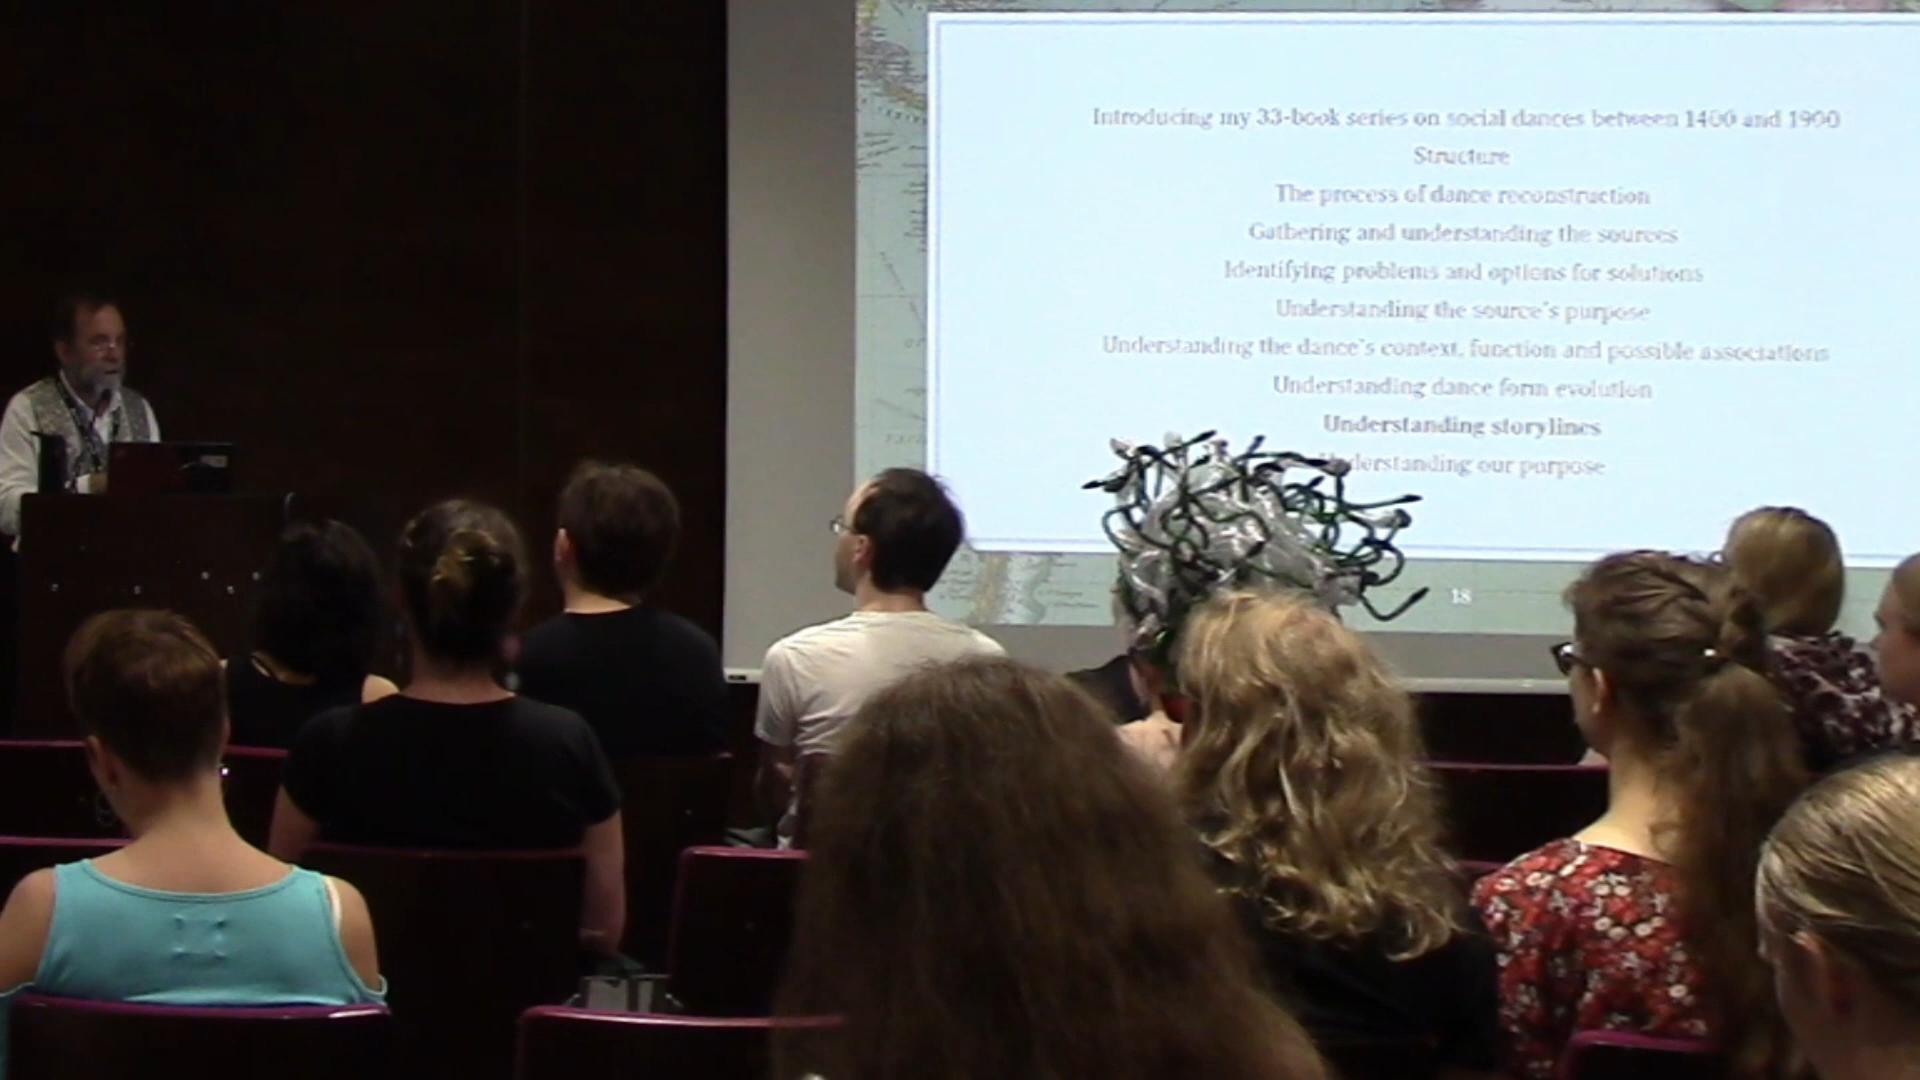 Introducing my 33-book series on social dances between 1400 and 1900
Structure
The process of dance reconstruction
Gathering and understanding the sources
Identifying problems and options for solutions
Understanding the source's purpose
Understanding the dance's context, function and possible associations
Understanding dance form evolution
Understanding storylines
Understanding our purpose
18